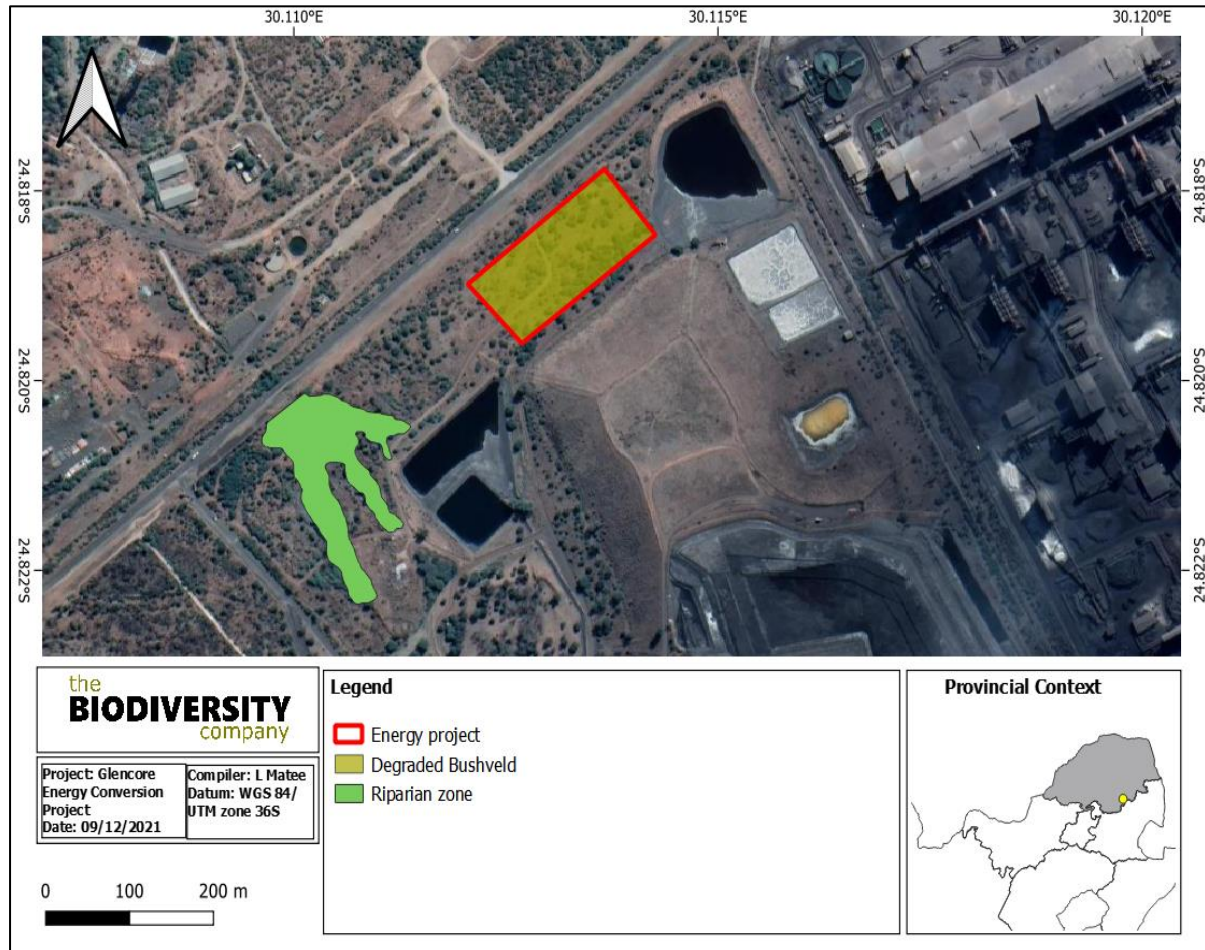 30.110°E 30.115°E 30.120°E
24.818°S 24.818°S
24.820°S 24.820°S
24.822°S 24.822°S
the
BIODIVERSITY
company
Project: Glencore
Energy Conversion
Project
Date: 09/12/2021
Compiler: L Matee
Datum: WGS 84/
UTM zone 36S
0 100 200 m
Legend
Energy project
Degraded Bushveld
Riparian zone
Provincial Context